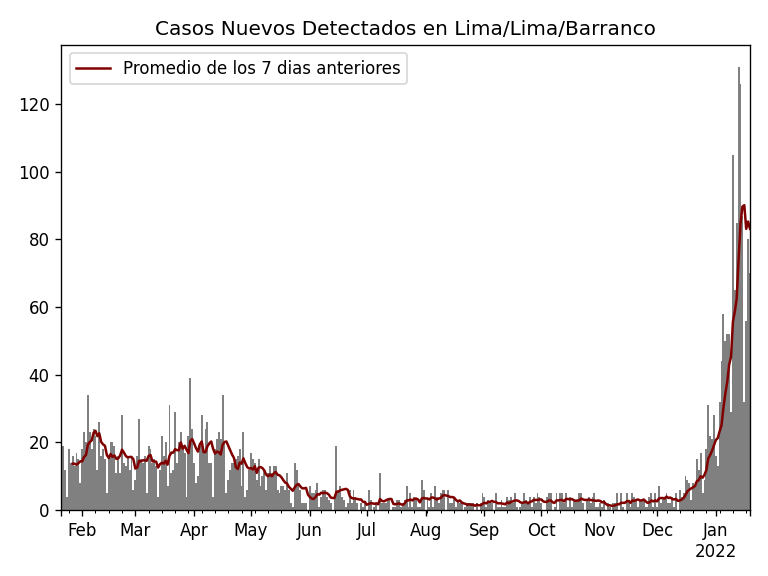 Casos Nuevos Detectados en Lima/Lima/Barranco
Promedio de los 7 dias anteriores
120
100
80
60
40
20
0
Feb Mar Apr May Jun Jul Aug Sep Oct Nov Dec Jan
2022